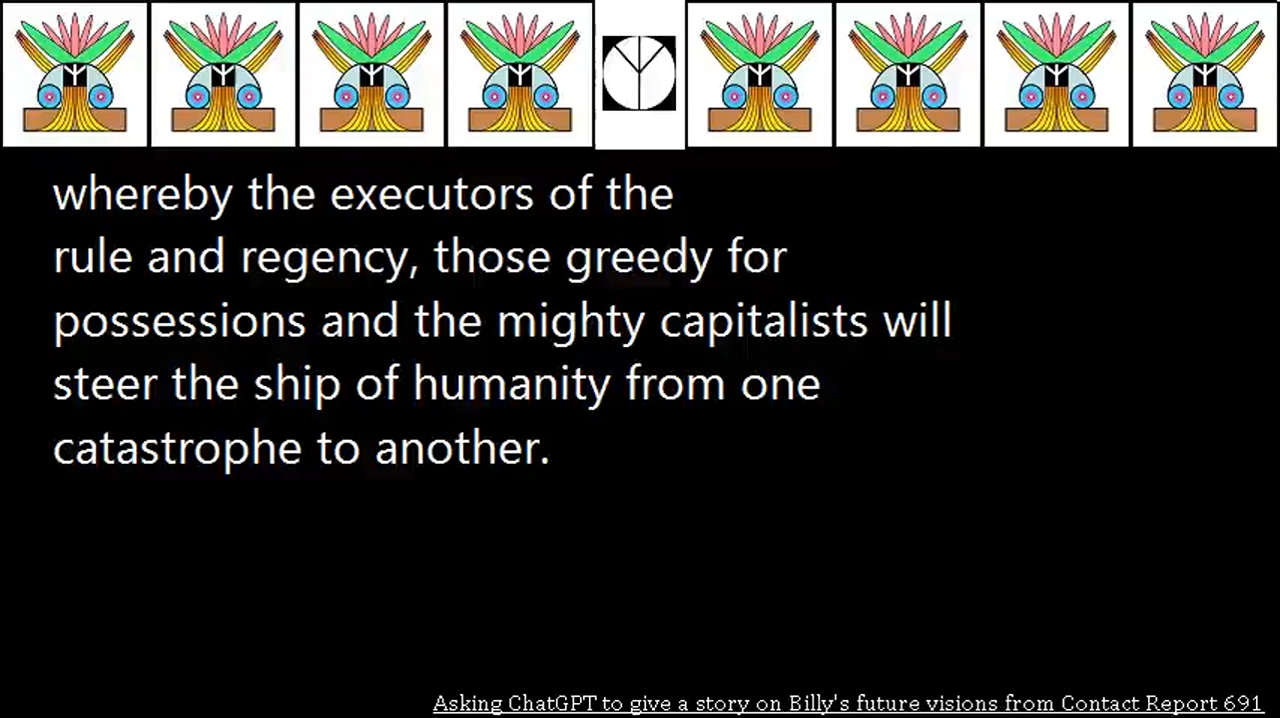 whereby the executors of the
rule and regency, those greedy for
possessions and the mighty capitalists will
steer the ship of humanity from one
catastrophe to another.
Asking ChatGPT to give a story on Billy's future visions from Contact Report 691